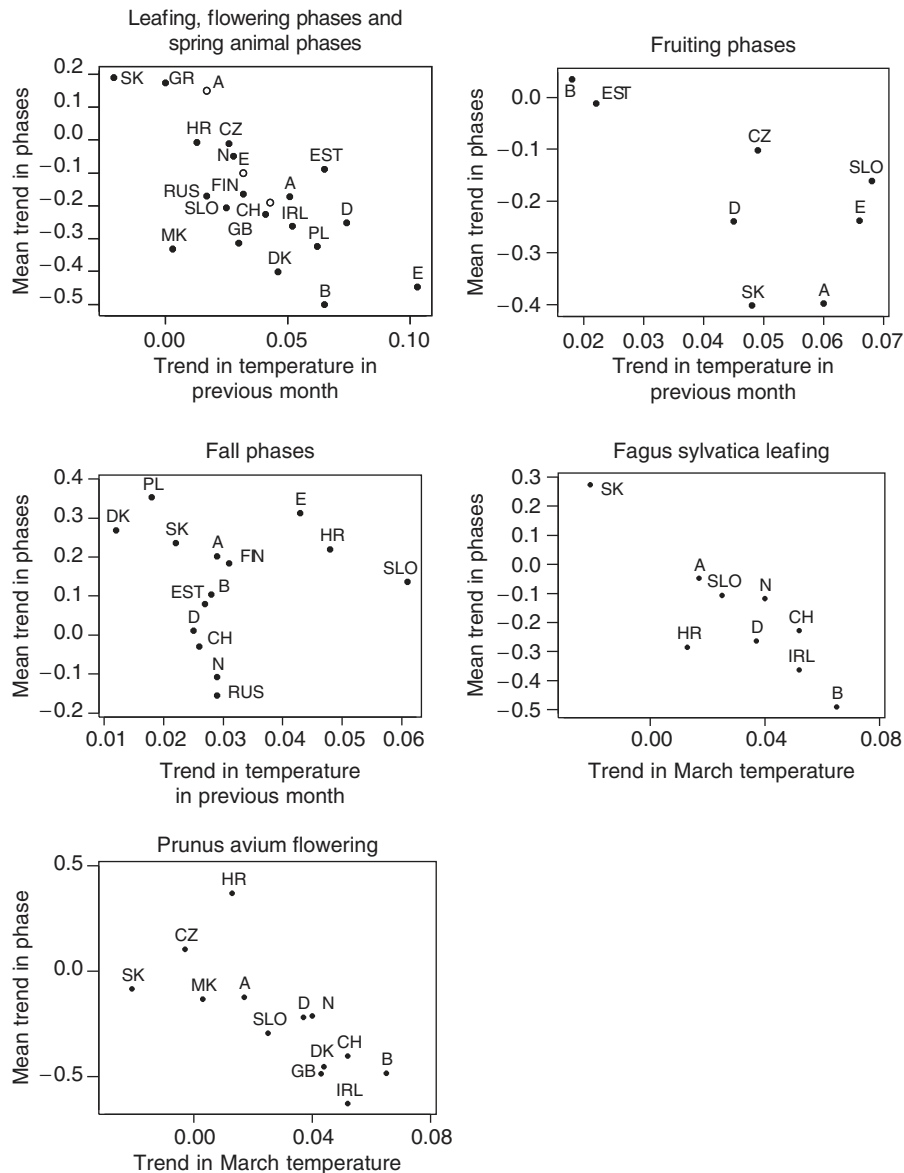 Leafing, flowering phases and
spring animal phases
Mean trend in phases
0.2
0.1
0.0
−0.1
−0.2
−0.3
−0.4
−0.5
SK
GR
A
HR
CZ
N
E
EST
RUS
FIN
A
SLO
CH
IRL
D
MK
GB
PL
DK
B
E
0.00
0.05
0.10
Trend in temperature in
previous month
Fruiting phases
Mean trend in phases
0.0
−0.1
−0.2
−0.3
−0.4
B
EST
CZ
SLO
D
E
SK
A
0.02
0.03
0.04
0.05
0.06
0.07
Trend in temperature in
previous month
Fall phases
Mean trend in phases
0.4
0.3
0.2
0.1
0.0
−0.1
−0.2
PL
DK
E
SK
A
HR
FIN
SLO
EST
B
D
CH
N
RUS
0.01
0.02
0.03
0.04
0.05
0.06
Trend in temperature
in previous month
Fagus sylvatica leafing
Mean trend in phases
0.3
0.2
0.0
−0.1
−0.2
−0.3
−0.4
−0.5
SK
A
SLO
N
HR
D
CH
IRL
B
0.00
0.04
0.08
Trend in March temperature
Prunus avium flowering
Mean trend in phase
0.5
0.0
−0.5
HR
CZ
SK
MK
A
SLO
D
N
DK
CH
GB
B
IRL
0.00
0.04
0.08
Trend in March temperature